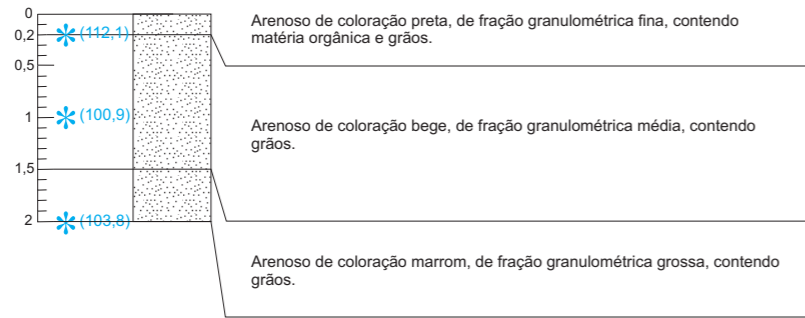 0
0,2
(112,1)
0,5
1
(100,9)
1,5
2
(103,8)
Arenoso de coloração preta, de fração granulométrica fina, contendo
matéria orgânica e grãos.
Arenoso de coloração bege, de fração granulométrica média, contendo
grãos.
Arenoso de coloração marrom, de fração granulométrica grossa, contendo
grãos.